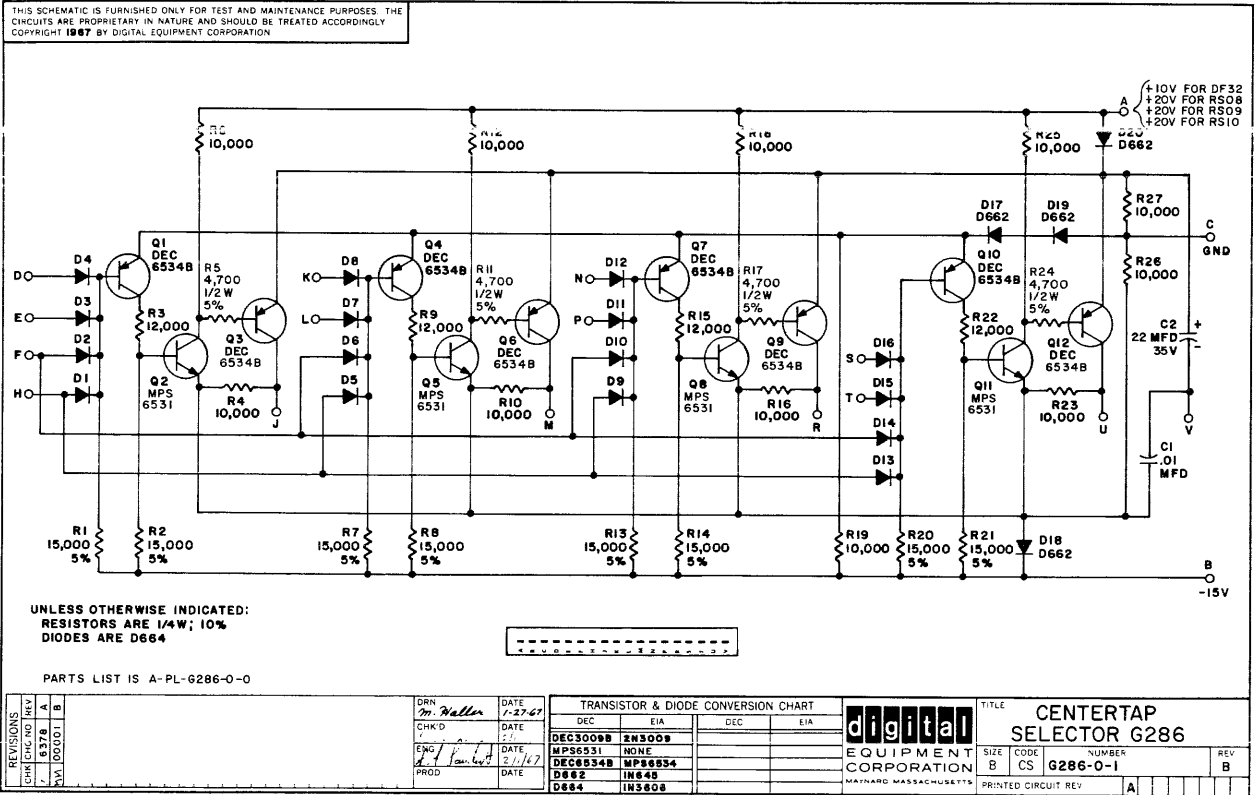 THIS SCHEMATIC IS FURNISHED ONLY FOR TEST AND MAINTENANCE PURPOSES. THE
CIRCUITS ARE PROPRIETARY IN NATURE AND SHOULD BE TREATED ACCORDINGLY
COPYRIGHT 1967 BY DIGITAL EQUIPMENT CORPORATION
A
+10V FOR DF32
+20V FOR RS08
+20V FOR RS09
+20V FOR RS10
10,000
R12
10,000
R18
10,000
R25
10,000
D20
D662
R27
10,000
D17
D662
D19
D662
C
GND
R26
10,000
Q1
DEC
6534B
Q4
DEC
6534B
Q7
DEC
6534B
Q10
DEC
6534B
D
D4
E
D3
F
D2
H
D1
R5
4,700
1/2W
5%
R3
12,000
Q3
DEC
6534B
Q2
MPS
6531
R4
10,000
J
K
D8
L
D7
D6
D5
R11
4,700
1/2W
5%
R9
12,000
Q6
DEC
6534B
Q5
MPS
6531
R10
10,000
M
N
D12
P
D11
D10
D9
R17
4,700
1/2W
5%
R15
12,000
Q9
DEC
6534B
Q8
MPS
6531
R16
10,000
R
S
D16
T
D15
D14
D13
R24
4,700
1/2W
5%
R22
12,000
Q12
DEC
6534B
Q11
MPS
6531
R23
10,000
U
C2
22 MFD
35V
+
-
V
C1
.01
MFD
R1
15,000
5%
R2
15,000
5%
R7
15,000
5%
R8
15,000
5%
R13
15,000
5%
R14
15,000
5%
R19
10,000
R20
15,000
5%
R21
15,000
5%
D18
D662
B
-15V
UNLESS OTHERWISE INDICATED:
RESISTORS ARE 1/4W; 10%
DIODES ARE D664
PARTS LIST IS A-PL-G286-0-0
REVISIONS
CHK CHG NO REV
6378 A
00001 B
DRN
M. Haller
DATE
1-27-67
CHK'D
DATE
ENG
DATE
2/1/67
PROD
DATE
TRANSISTOR & DIODE CONVERSION CHART
DEC EIA DEC EIA
DEC3009B 2N3009
MPS6531 NONE
DEC6534B MPS6534
D662 IN645
D664 IN3606
digital
EQUIPMENT
CORPORATION
MAYNARD MASSACHUSETTS
TITLE
CENTERTAP
SELECTOR G286
SIZE CODE NUMBER REV
B CS G286-0-1 B
PRINTED CIRCUIT REV A